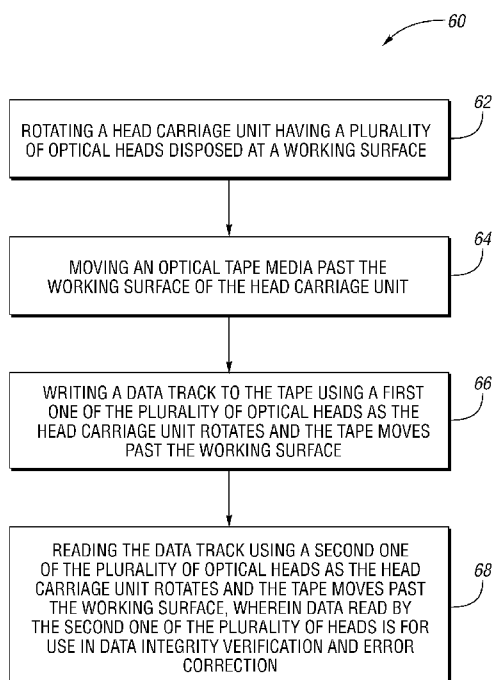 60
62
ROTATING A HEAD CARRIAGE UNIT HAVING A PLURALITY
OF OPTICAL HEADS DISPOSED AT A WORKING SURFACE
64
MOVING AN OPTICAL TAPE MEDIA PAST THE
WORKING SURFACE OF THE HEAD CARRIAGE UNIT
66
WRITING A DATA TRACK TO THE TAPE USING A FIRST
ONE OF THE PLURALITY OF OPTICAL HEADS AS THE
HEAD CARRIAGE UNIT ROTATES AND THE TAPE MOVES
PAST THE WORKING SURFACE
68
READING THE DATA TRACK USING A SECOND ONE
OF THE PLURALITY OF OPTICAL HEADS AS THE HEAD
CARRIAGE UNIT ROTATES AND THE TAPE MOVES PAST
THE WORKING SURFACE, WHEREIN DATA READ BY
THE SECOND ONE OF THE PLURALITY OF HEADS IS FOR
USE IN DATA INTEGRITY VERIFICATION AND ERROR
CORRECTION